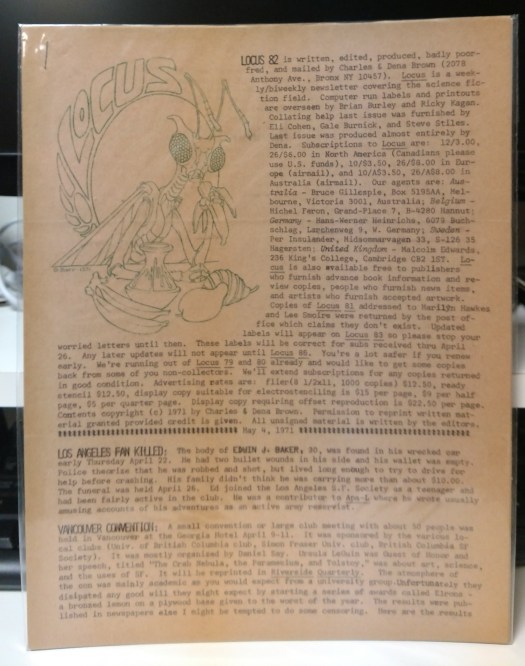 LOCUS
LOCUS 82 is written, edited, produced, badly poor-
fred, and mailed by Charles & Dena Brown (2078
Anthony Ave., Bronx NY 10457). Locus is a week-
ly/biweekly newsletter covering the science fic-
tion field. Computer run labels and printouts
are overseen by Brian Burley and Ricky Kagan.
Collating help last issue was furnished by
Eli Cohen, Gale Burnick, and Steve Stiles.
Last issue was produced almost entirely by
Dena. Subscriptions to Locus are: 12/3.00,
26/$6.00 in North America (Canadians please
use U.S. funds), 10/$3.50, 26/$8.00 in Eur-
ope (airmail), and 10/A$3.50, 26/A$8.00 in
Australia (airmail). Our agents are: Aus-
tralia - Bruce Gillespie, Box 5195AA, Mel-
bourne, Victoria 3001, Australia; Belgium -
Michel Feron, Grand-Place 7, B-4280 Hannut;
Germany - Hans-Werner Heinrichs, 6073
schlag, W. Germany; Sweden -
Per Insulander, Midsommarvagen 33, S-126 35
Hagersten; United Kingdom - Malcolm Edwards,
236 King's College, Cambridge CB2 1ST. Lo-
cus is also available free to publishers
who furnish advance book information and re-
view copies, people who furnish news items,
and artists who furnish accepted artwork.
Copies of Locus 81 addressed to Marilyn Hawkes
and Lee Smoire were returned by the post of-
fice which claims they don't exist. Updated
labels will appear on Locus 83 so please stop your
worried letters until then. These labels will be correct for subs received thru April
26. Any later updates will not appear until Locus 86. You're a lot safer if you renew
early. We're running out of Locus 79 and 80 already and would like to get some copies
back from some of you non-collectors. We'll extend subscriptions for any copies returned
in good condition. Advertising rates are: flier(8 1/2x11, 1000 copies) $12.50, ready
stencil $12.50, display copy suitable for electrostenciling is $15 per page, $9 per half
page, $5 per quarter page. Display copy requiring offset reproduction is $22.50 per page.
Contents copyright (c) 1971 by Charles & Dena Brown. Permission to reprint written mat-
erial granted provided credit is given. All unsigned material is written by the editors.
May 4, 1971
LOS ANGELES FAN KILLED: The body of EDWIN J. BAKER, 30, was found in his wrecked car
early Thursday April 22. He had two bullet wounds in his side and his wallet was empty.
Police theorize that he was robbed and shot, but lived long enough to try to drive for
help before crashing. His family didn't think he was carrying more than about $10.00.
The funeral was held April 26. Ed joined the Los Angeles S.F. Society as a teenager and
had been fairly active in the club. He was a contributor to Apa-L where he wrote usually
amusing accounts of his adventures as an active army reservist.
VANCOUVER CONVENTION: A small convention or large club meeting with about 50 people was
held in Vancouver at the Georgia Hotel April 9-11. It was sponsored by the various lo-
cal clubs (Univ. of British Columbia club, Simon Fraser Univ. club, British Columbia SF
Society). It was mostly organized by Daniel Say. Ursula LeGuin was Guest of Honor and
her speech, titled "The Crab Nebula, the Paramecium, and Tolstoy," was about art, science,
and the uses of SF. It will be reprinted in Riverside Quarterly. The atmosphere of
the con was mainly academic as you would expect from a university group. Unfortunately they
dissipated any good will they might expect by starting a series of awards called Elrons -
a bronzed lemon on a plywood base given to the worst of the year. The results were pub-
lished in newspapers else I might be tempted to do some censoring. Here are the results